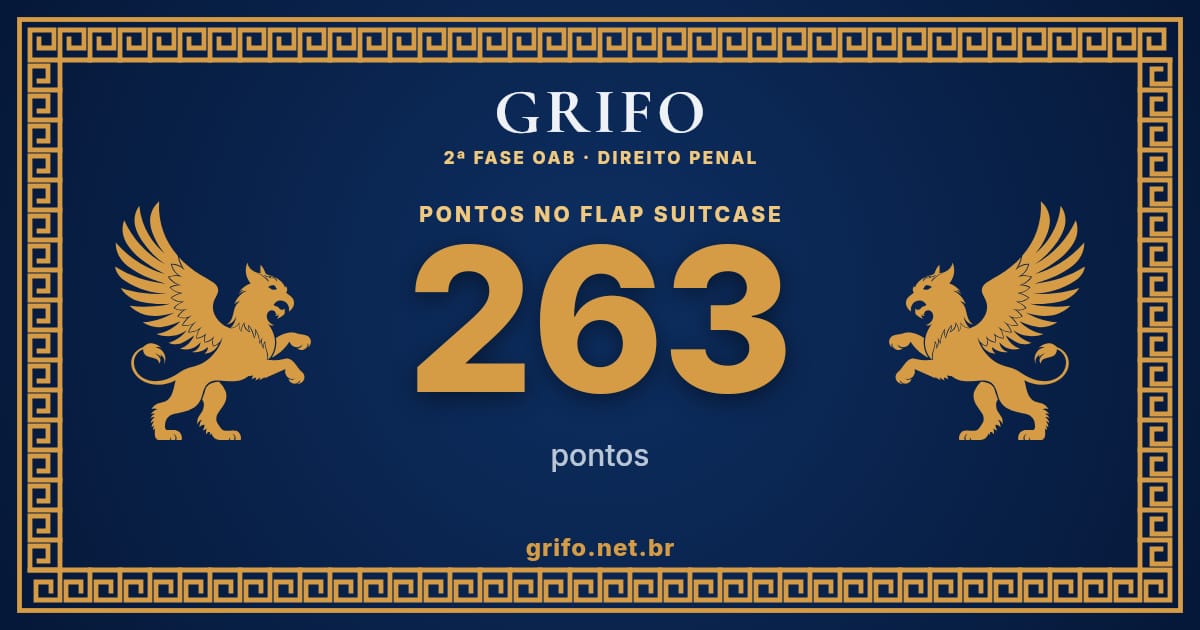 GRIFO
2ª FASE OAB · DIREITO PENAL
PONTOS NO FLAP SUITCASE
263
pontos
grifo.net.br